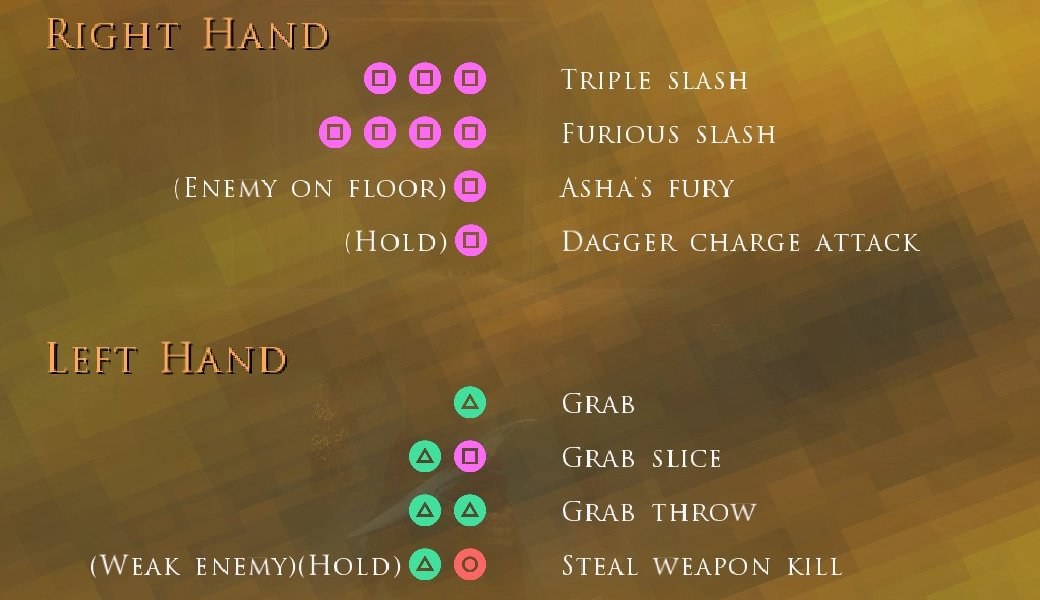 Right Hand
Triple slash
Furious slash
(Enemy on floor) Asha's fury
(Hold) Dagger charge attack
Left Hand
Grab
Grab slice
Grab throw
(Weak enemy)(Hold) Steal weapon kill